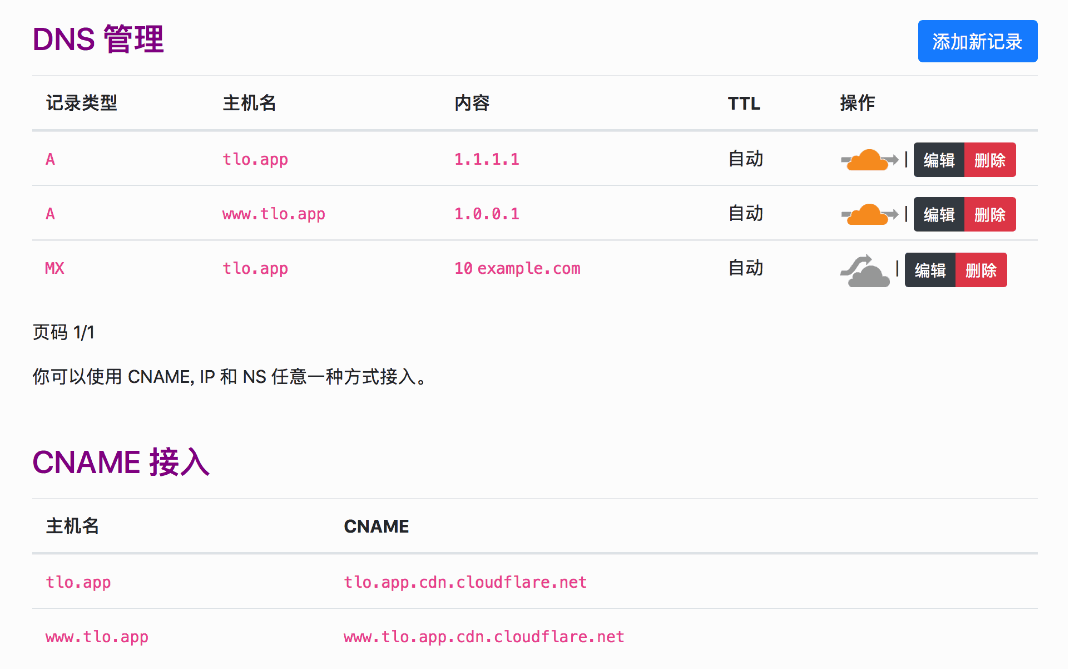 DNS 管理
添加新记录
记录类型 主机名 内容 TTL 操作
A tlo.app 1.1.1.1 自动 | 编辑 删除
A www.tlo.app 1.0.0.1 自动 | 编辑 删除
MX tlo.app 10 example.com 自动 | 编辑 删除
页码 1/1
你可以使用 CNAME, IP 和 NS 任意一种方式接入。
CNAME 接入
主机名 CNAME
tlo.app tlo.app.cdn.cloudflare.net
www.tlo.app www.tlo.app.cdn.cloudflare.net